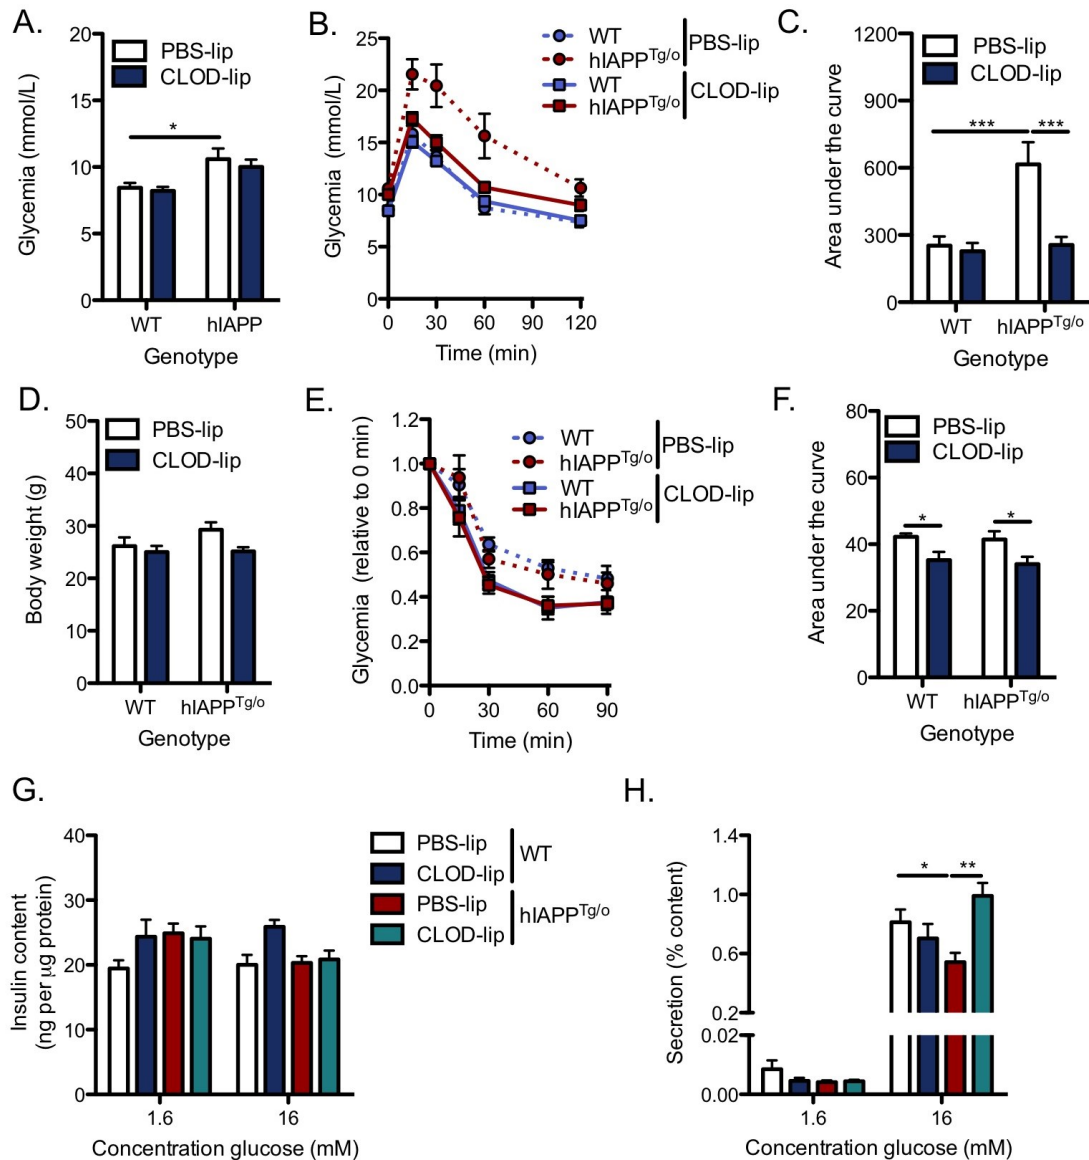 A.
20
15
10
5
0
Glycemia (mmol/L)
PBS-lip
CLOD-lip
*
WT
hIAPP
Genotype
B.
25
20
15
10
5
0
Glycemia (mmol/L)
WT
hIAPPTg/o
PBS-lip
WT
hIAPPTg/o
CLOD-lip
0 30 60 90 120
Time (min)
C.
1200
900
600
300
0
Area under the curve
PBS-lip
CLOD-lip
*** ***
WT hIAPPTg/o
Genotype
D.
50
40
30
20
10
0
Body weight (g)
PBS-lip
CLOD-lip
WT hIAPPTg/o
Genotype
E.
1.2
1.0
0.8
0.6
0.4
0.2
0.0
Glycemia (relative to 0 min)
WT
hIAPPTg/o
PBS-lip
WT
hIAPPTg/o
CLOD-lip
0 30 60 90
Time (min)
F.
80
60
40
20
0
Area under the curve
PBS-lip
CLOD-lip
* *
WT hIAPPTg/o
Genotype
G.
40
30
20
10
0
Insulin content
(ng per µg protein)
PBS-lip
CLOD-lip
WT
PBS-lip
CLOD-lip
hIAPPTg/o
1.6 16
Concentration glucose (mM)
H.
1.4
1.0
0.6
0.2
0.02
0.00
Secretion (% content)
* **
1.6 16
Concentration glucose (mM)